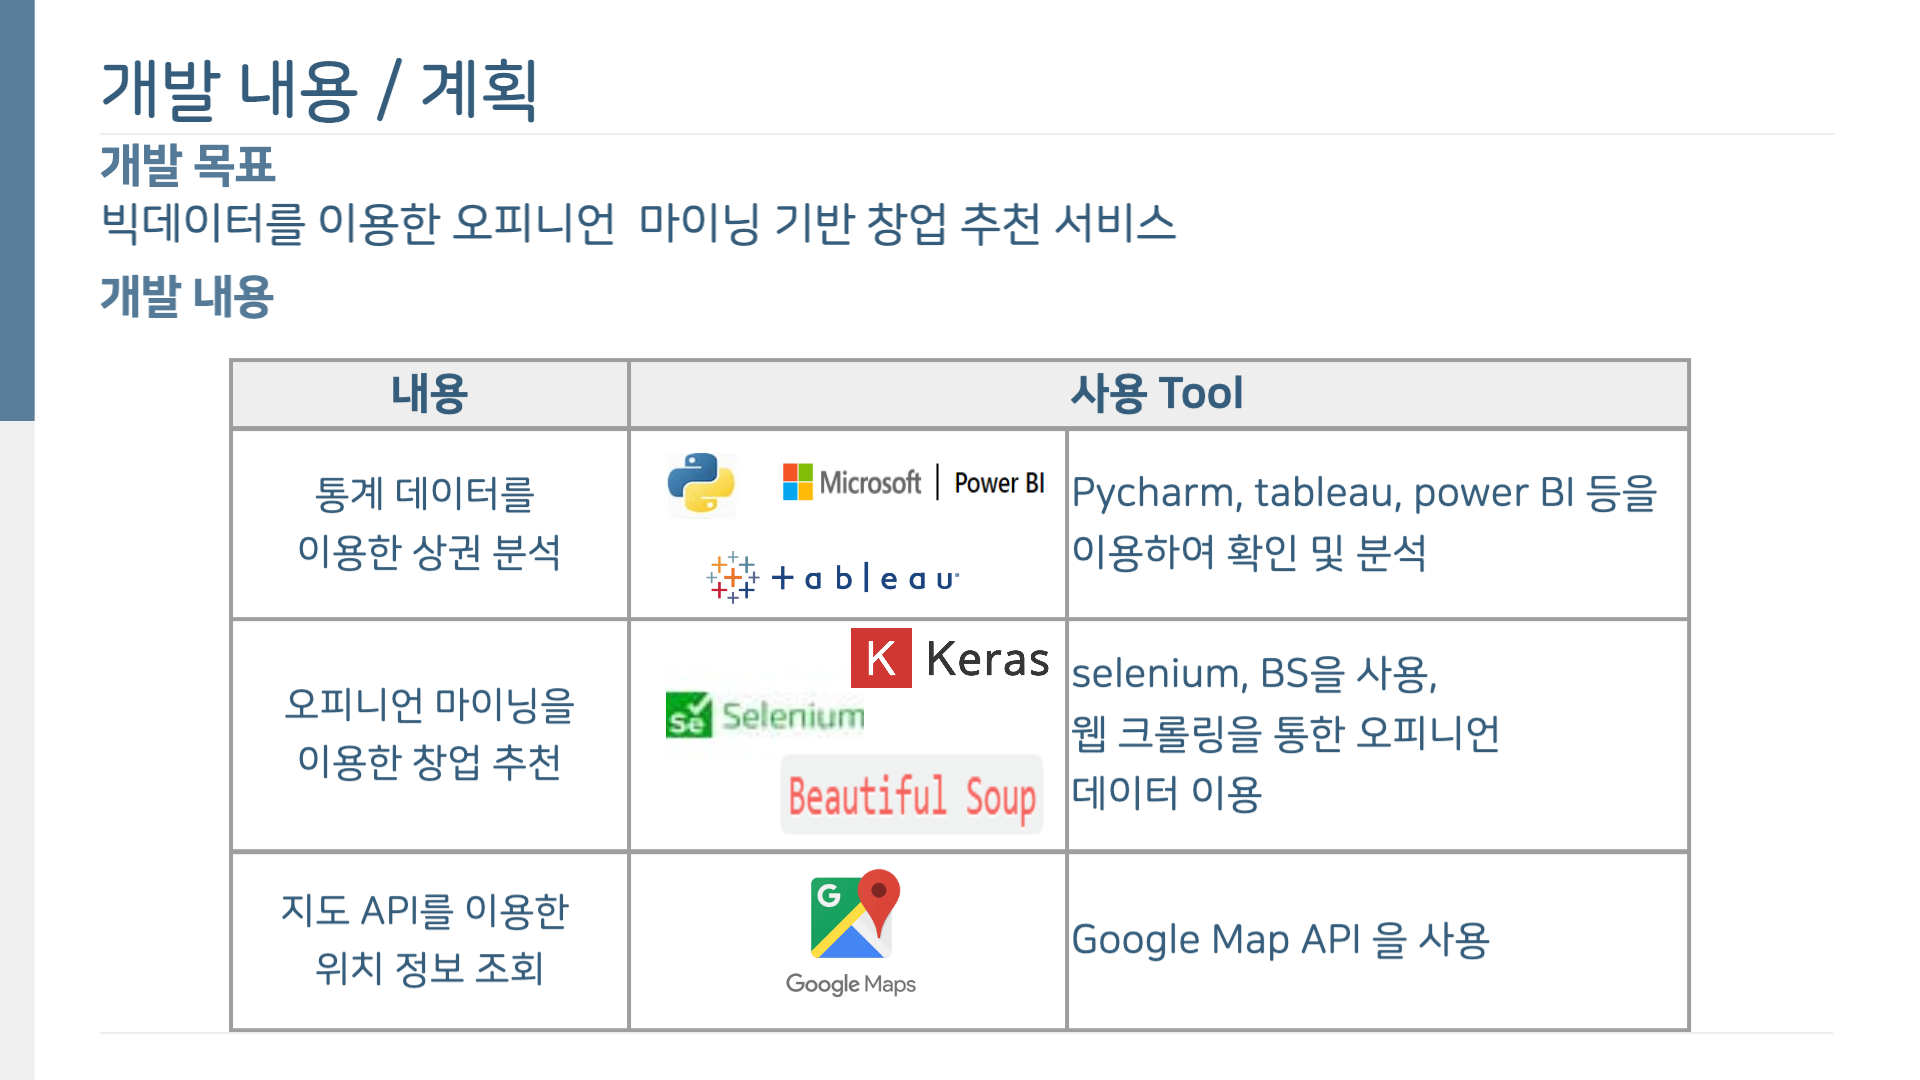 개발 내용 / 계획
개발 목표
빅데이터를 이용한 오피니언 마이닝 기반 창업 추천 서비스
개발 내용
내용
사용 Tool
통계 데이터를
이용한 상권 분석
Microsoft | Power BI
+ableau
Pycharm, tableau, power BI 등을
이용하여 확인 및 분석
오피니언 마이닝을
이용한 창업 추천
K Keras
Se Selenium
Beautiful Soup
selenium, BS을 사용,
웹 크롤링을 통한 오피니언
데이터 이용
지도 API를 이용한
위치 정보 조회
G
Google Maps
Google Map API 을 사용